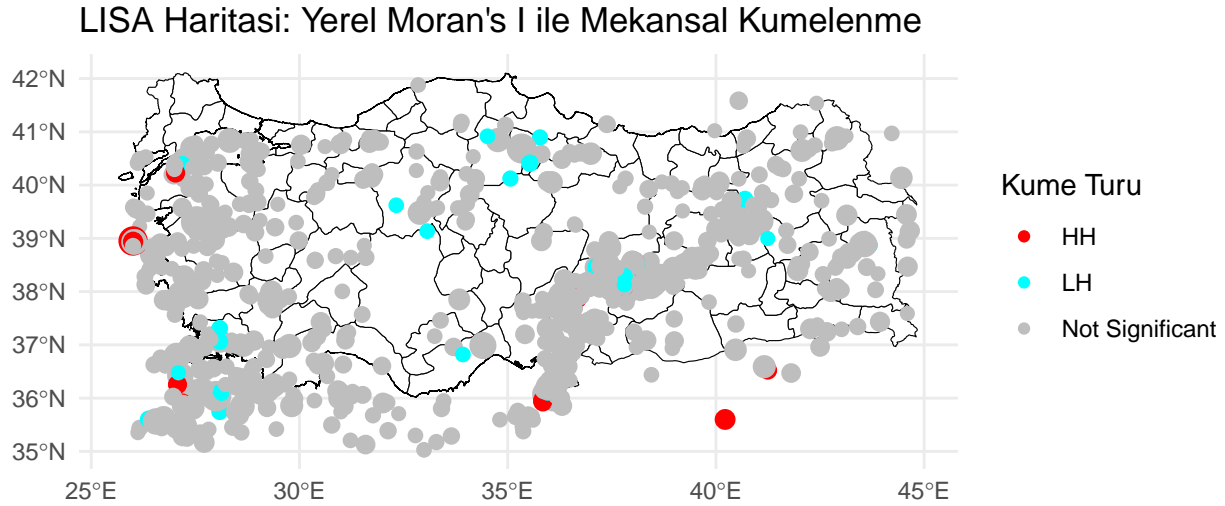 LISA Haritasi: Yerel Moran's I ile Mekansal Kumelenme
42°N
41°N
40°N
39°N
38°N
37°N
36°N
35°N
25°E
30°E
35°E
40°E
45°E
Kume Turu
HH
LH
Not Significant